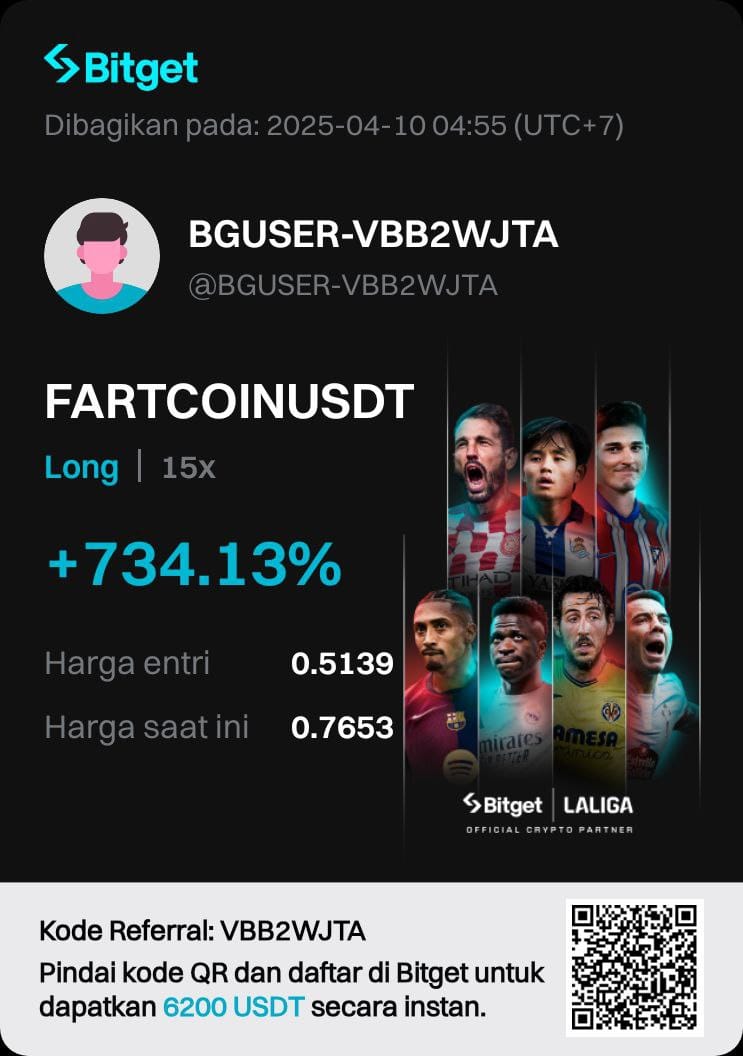 Bitget
Dibagikan pada: 2025-04-10 04:55 (UTC+7)
BGUSER-VBB2WJTA
@BGUSER-VBB2WJTA
FARTCOINUSDT
Long | 15x
+734.13%
Harga entri 0.5139
Harga saat ini 0.7653
Bitget | LALIGA
OFFICIAL CRYPTO PARTNER
Kode Referral: VBB2WJTA
Pindai kode QR dan daftar di Bitget untuk
dapatkan 6200 USDT secara instan.